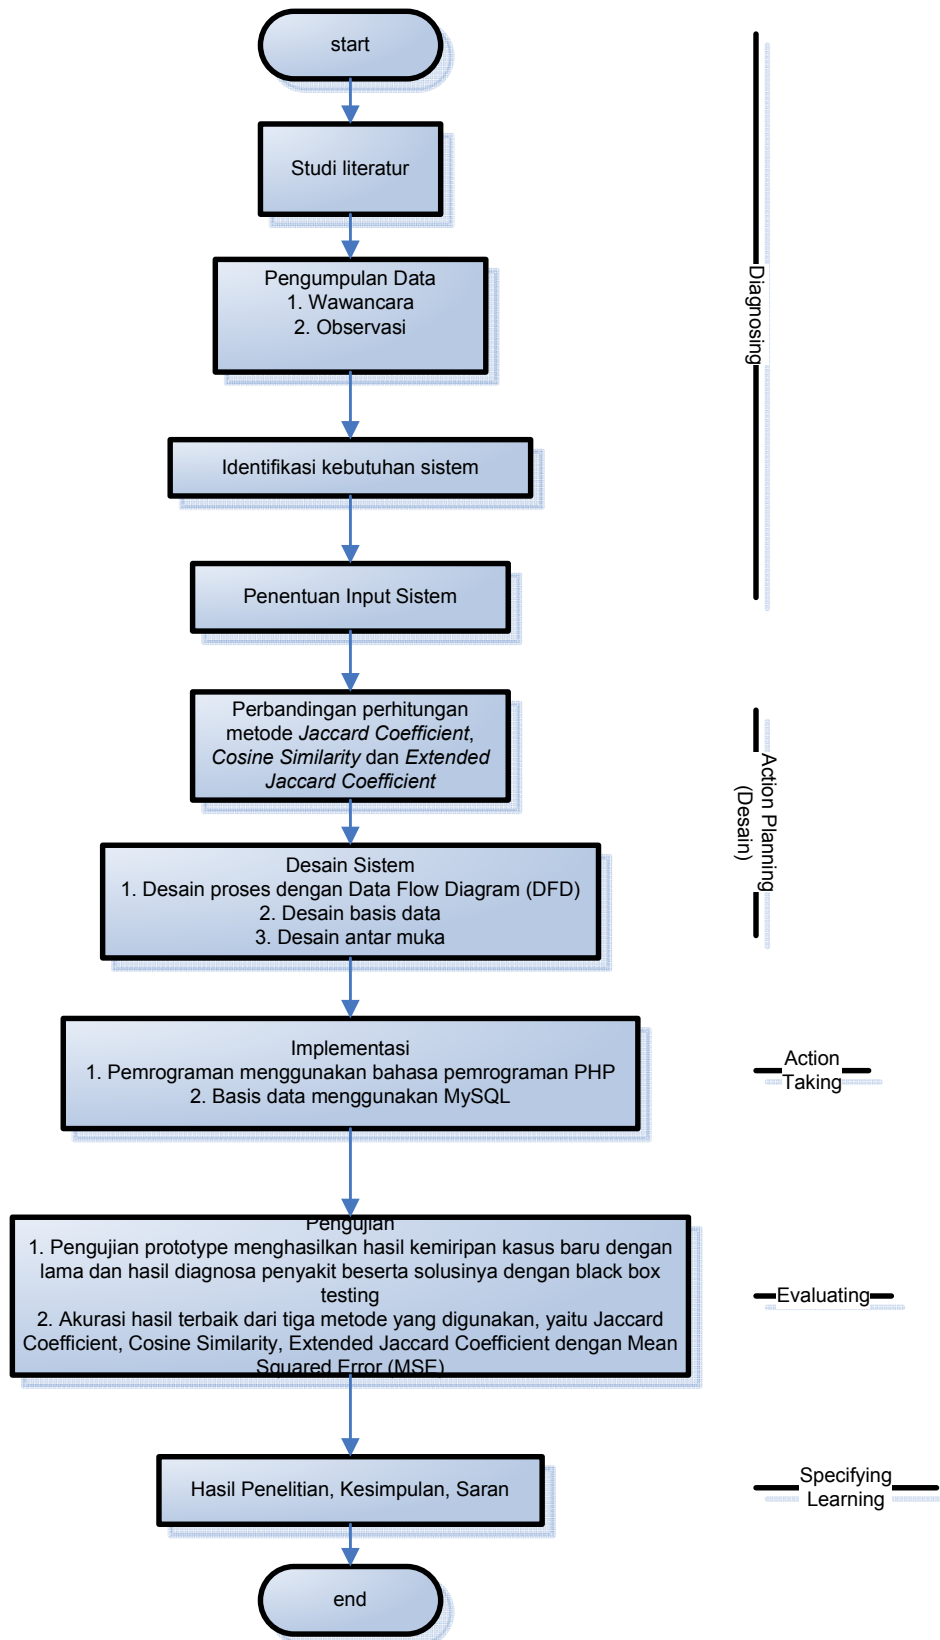 start
Studi literatur
Pengumpulan Data
1. Wawancara
2. Observasi
Identifikasi kebutuhan sistem
Penentuan Input Sistem
Diagnosing
Perbandingan perhitungan
metode Jaccard Coefficient,
Cosine Similarity dan Extended
Jaccard Coefficient
Desain Sistem
1. Desain proses dengan Data Flow Diagram (DFD)
2. Desain basis data
3. Desain antar muka
Action Planning
(Desain)
Implementasi
1. Pemrograman menggunakan bahasa pemrograman PHP
2. Basis data menggunakan MySQL
Action
Taking
Pengujian
1. Pengujian prototype menghasilkan hasil kemiripan kasus baru dengan
lama dan hasil diagnosa penyakit beserta solusinya dengan black box
testing
2. Akurasi hasil terbaik dari tiga metode yang digunakan, yaitu Jaccard
Coefficient, Cosine Similarity, Extended Jaccard Coefficient dengan Mean
Squared Error (MSE)
Evaluating
Hasil Penelitian, Kesimpulan, Saran
Specifying
Learning
end